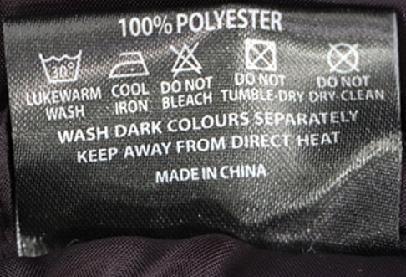 100% POLYESTER
30°
LUKEWARM WASH
COOL IRON
DO NOT BLEACH
DO NOT TUMBLE-DRY
DO NOT DRY-CLEAN
WASH DARK COLOURS SEPARATELY
KEEP AWAY FROM DIRECT HEAT
MADE IN CHINA